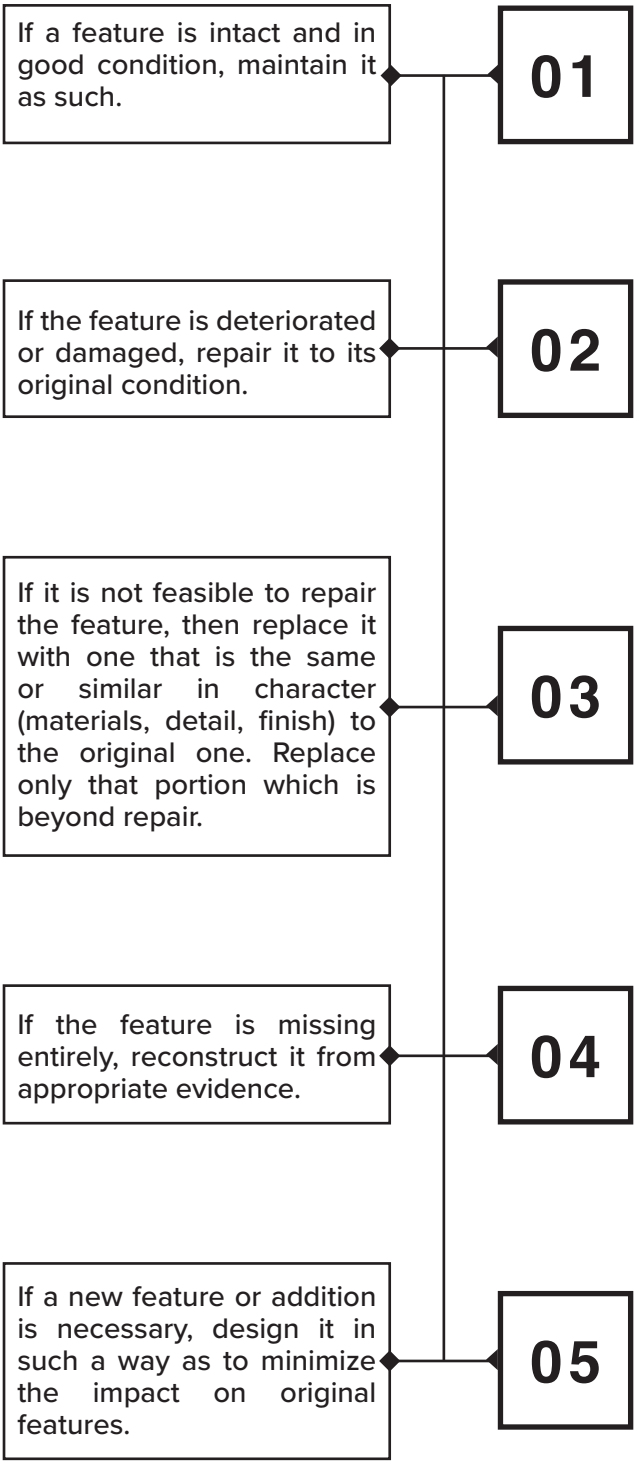 If a feature is intact and in
good condition, maintain it
as such.
01
If the feature is deteriorated
or damaged, repair it to its
original condition.
02
If it is not feasible to repair
the feature, then replace it
with one that is the same
or similar in character
(materials, detail, finish) to
the original one. Replace
only that portion which is
beyond repair.
03
If the feature is missing
entirely, reconstruct it from
appropriate evidence.
04
If a new feature or addition
is necessary, design it in
such a way as to minimize
the impact on original
features.
05